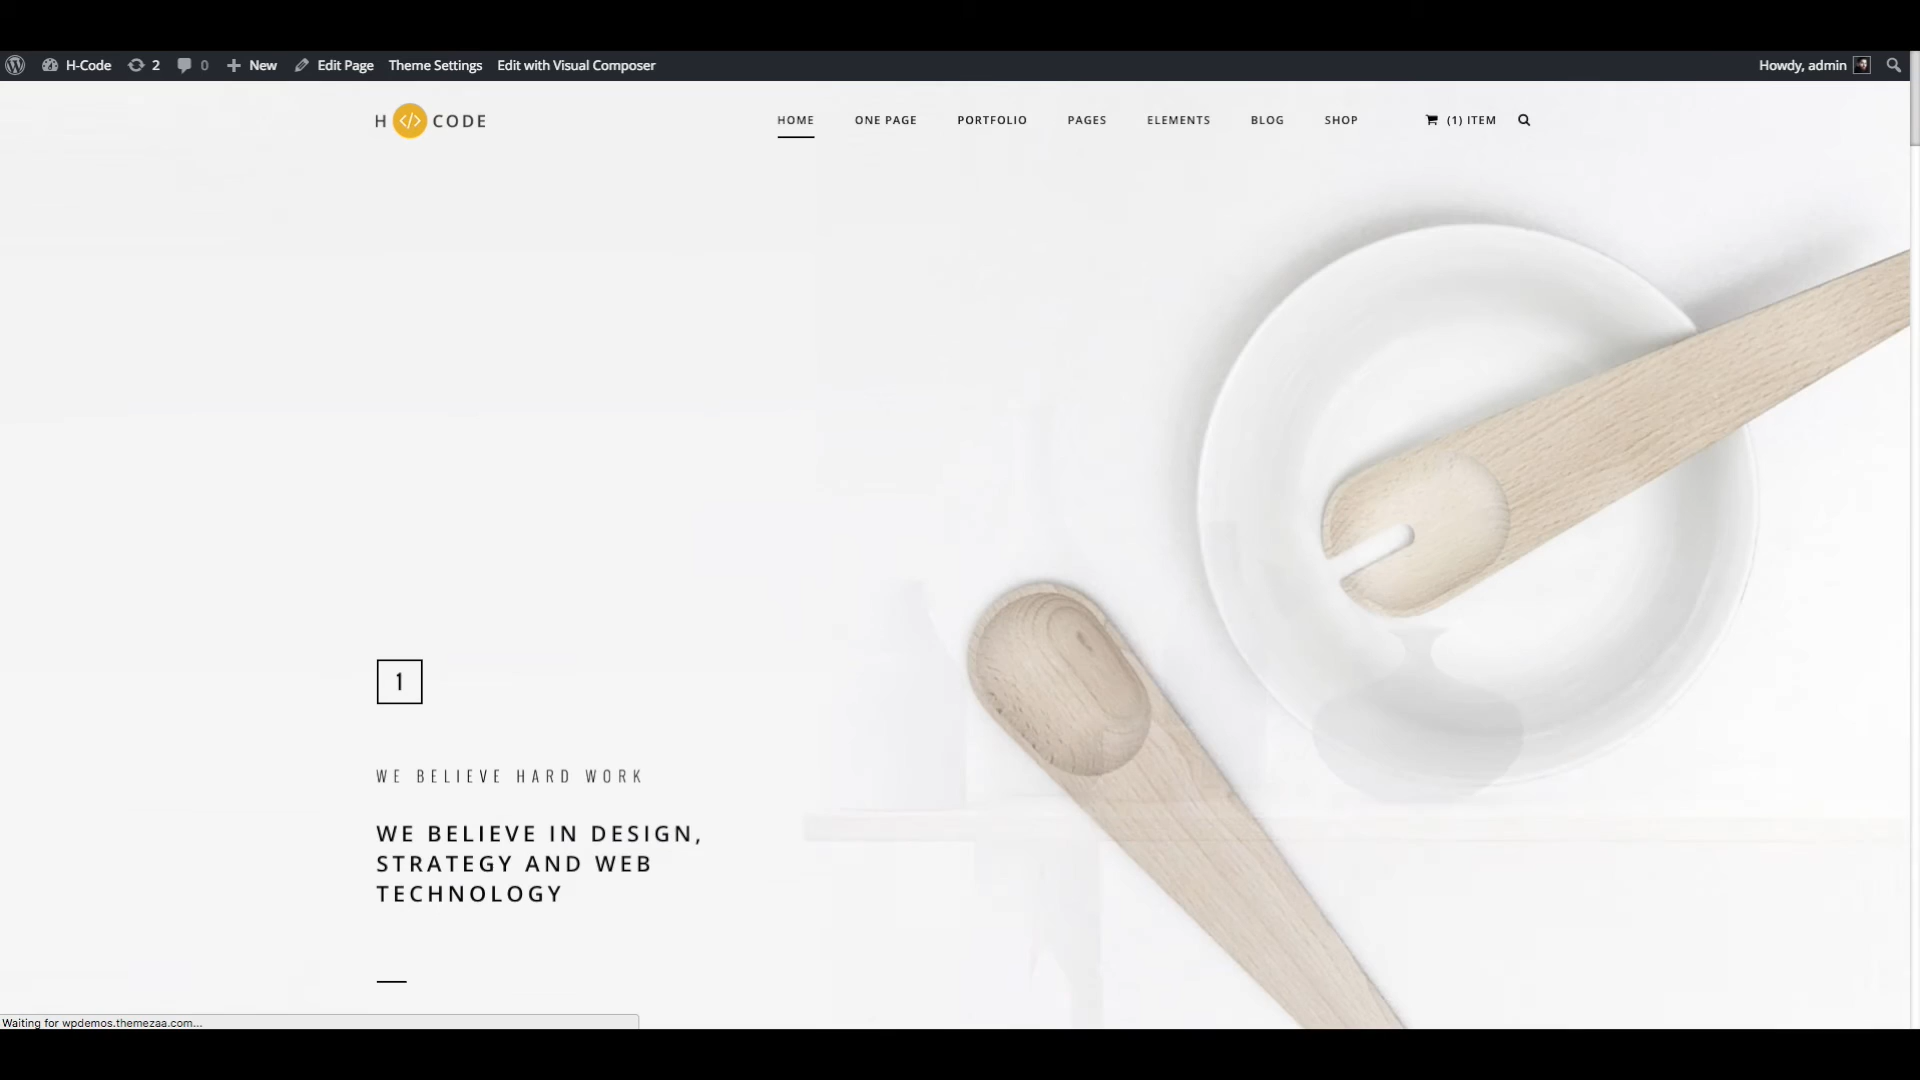 H-Code 2 0 New Edit Page Theme Settings Edit with Visual Composer Howdy, admin
H </> CODE HOME ONE PAGE PORTFOLIO PAGES ELEMENTS BLOG SHOP (1) ITEM
1
WE BELIEVE HARD WORK
WE BELIEVE IN DESIGN,
STRATEGY AND WEB
TECHNOLOGY
Waiting for wpdemos.themezaa.com...